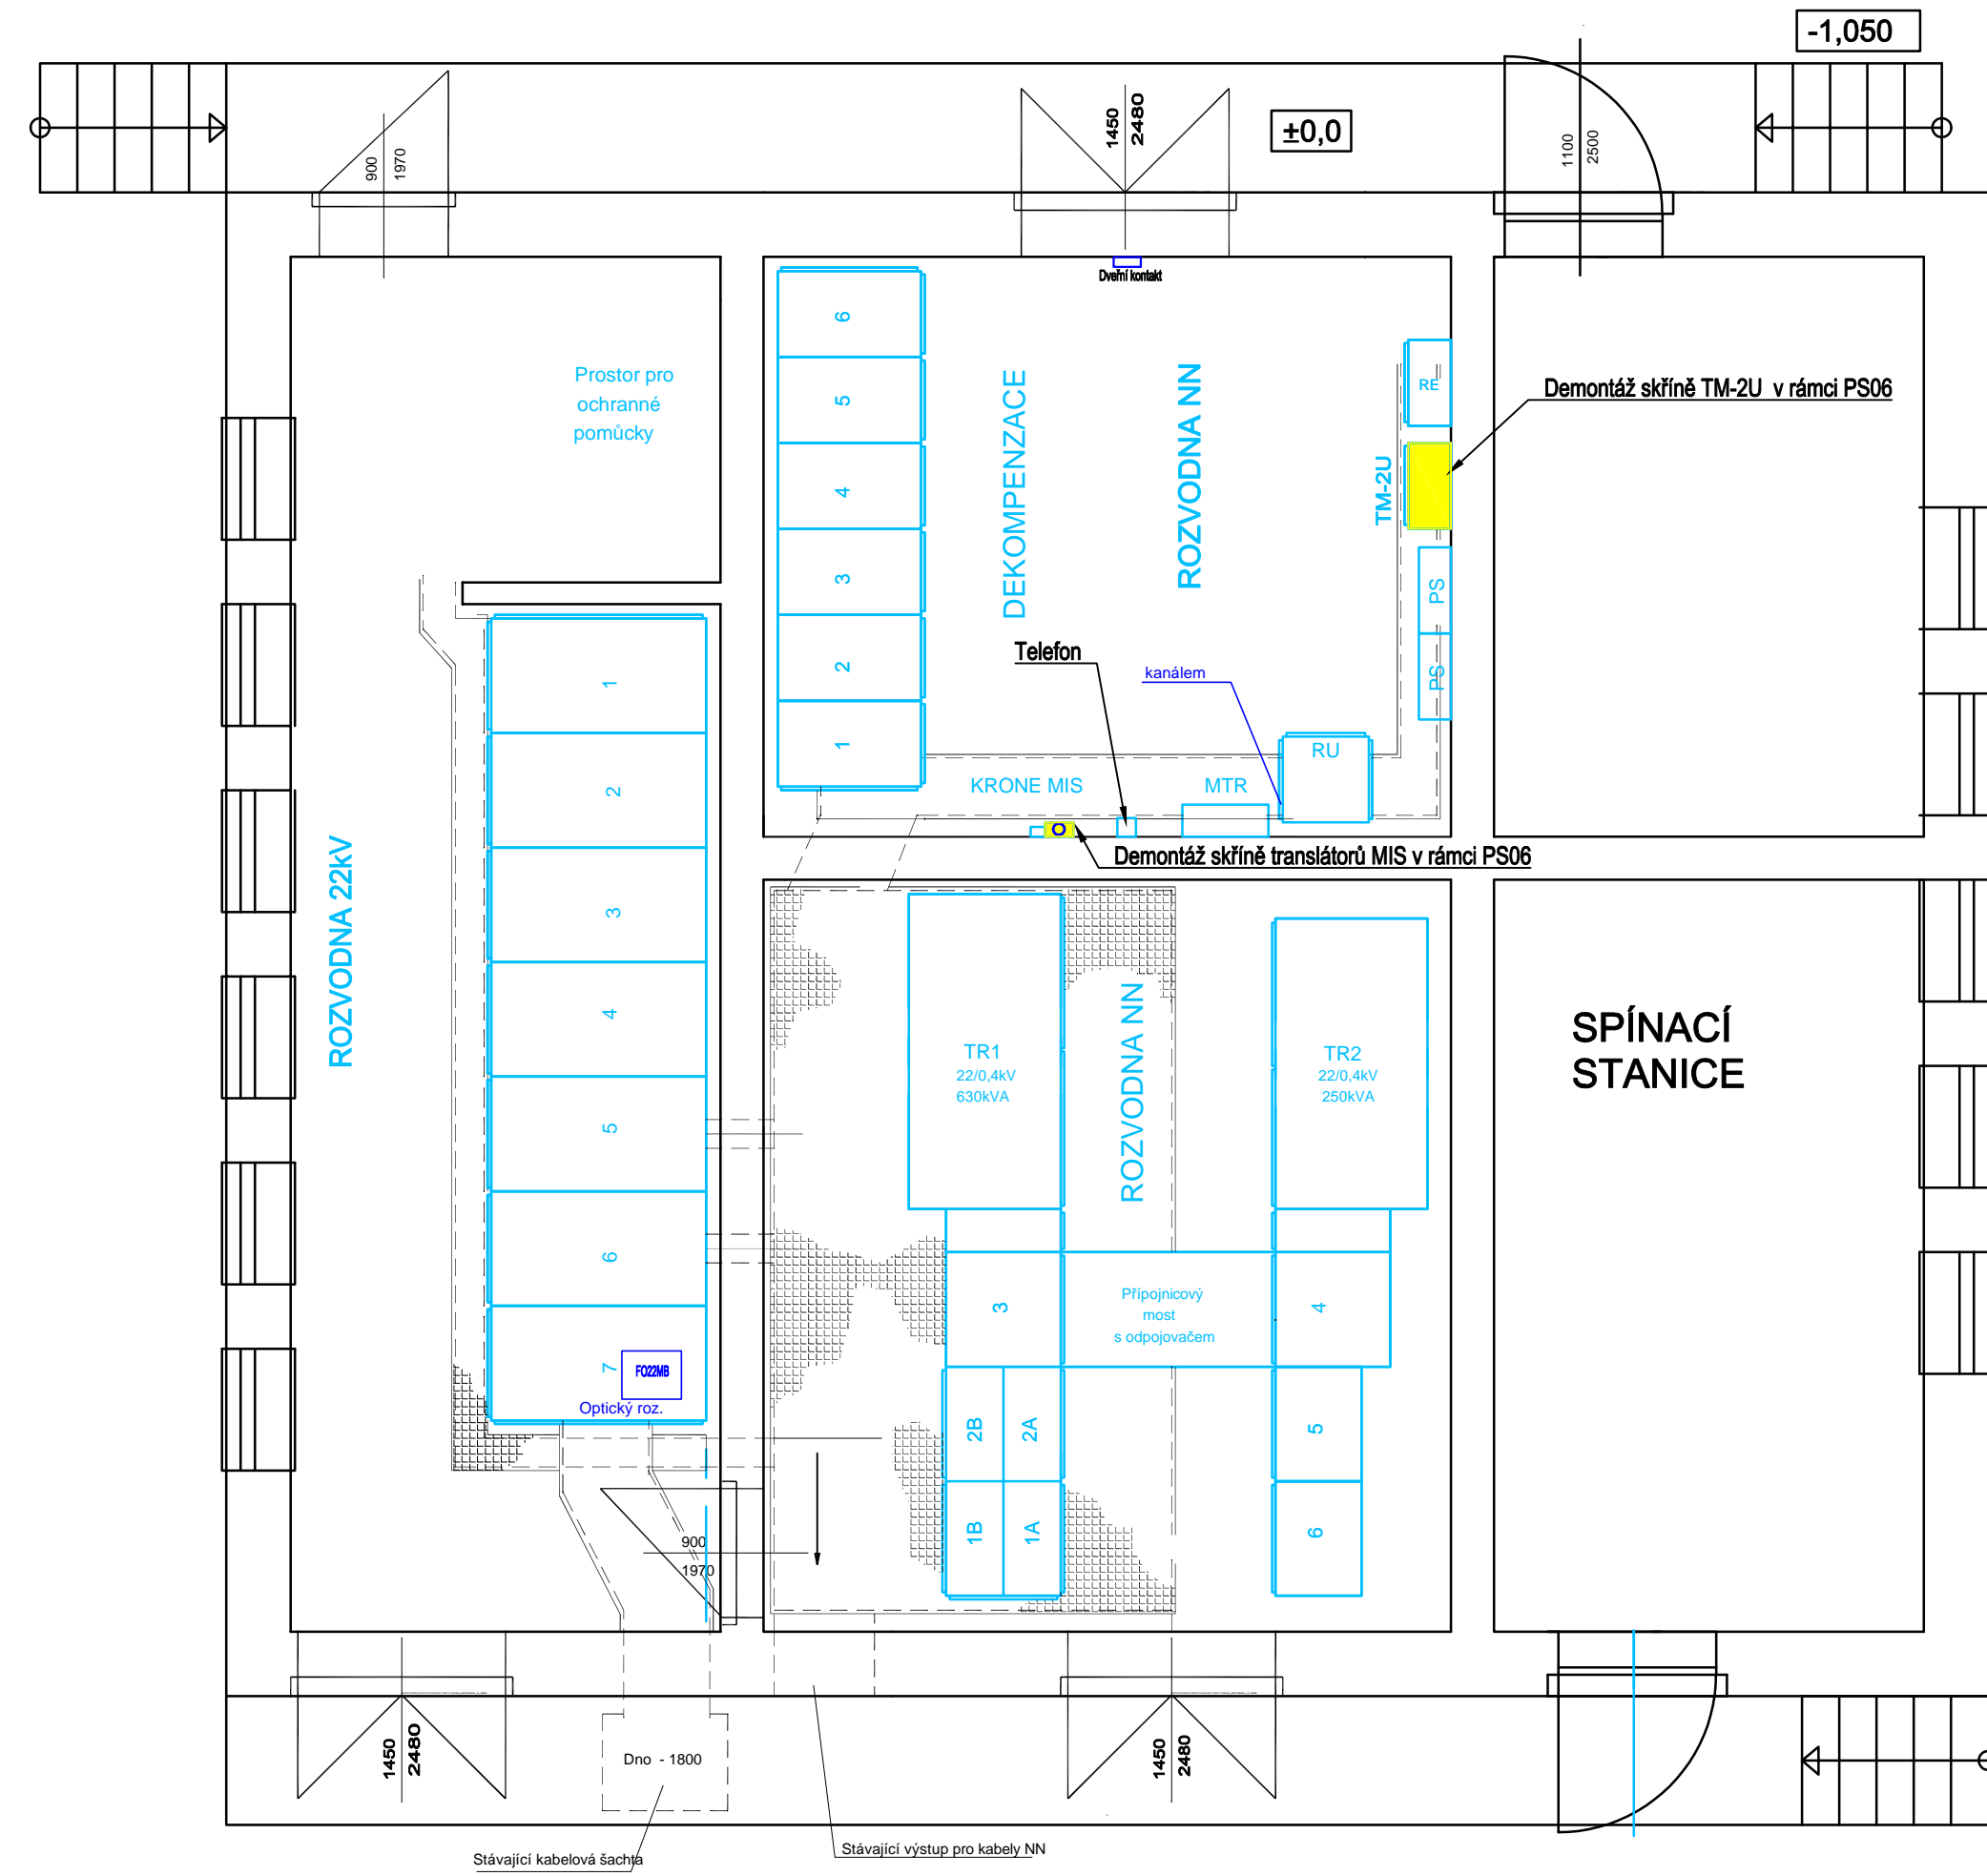 -1,050
±0,0
900
1970
1450
2480
1100
2500
Dveřní kontakt
Prostor pro
ochranné
pomůcky
6
5
4
3
2
1
DEKOMPENZACE
ROZVODNA NN
RE
TM-2U
Demontáž skříně TM-2U v rámci PS06
PS
PS
Telefon
kanálem
RU
KRONE MIS
MTR
Demontáž skříně translátorů MIS v rámci PS06
ROZVODNA 22kV
1
2
3
4
5
6
7
FO22MB
Optický roz.
TR1
22/0,4kV
630kVA
ROZVODNA NN
TR2
22/0,4kV
250kVA
SPÍNACÍ
STANICE
3
Přípojnicový
most
s odpojovačem
4
2B
2A
5
1B
1A
6
900
1970
1450
2480
Dno - 1800
1450
2480
Stávající kabelová šachta
Stávající výstup pro kabely NN